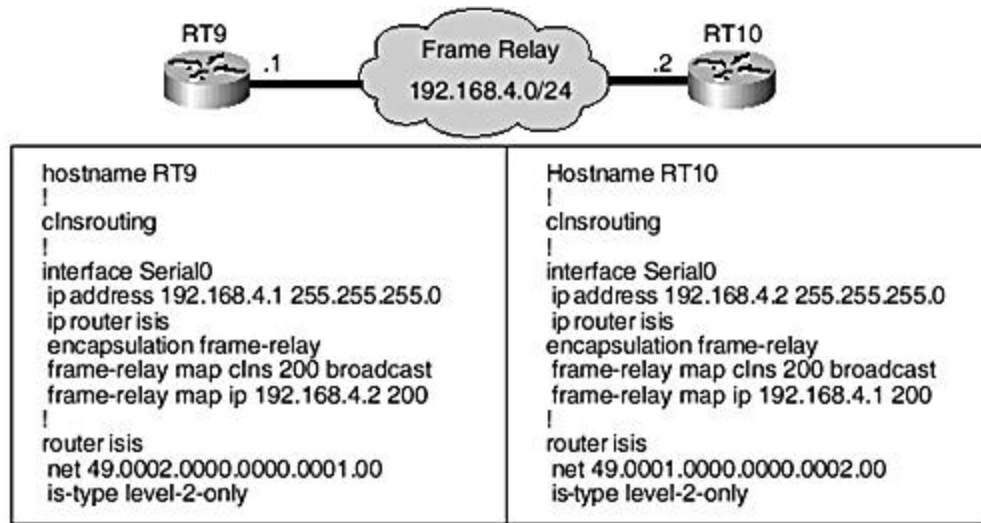 RT9
RT10
.1
Frame Relay
.2
192.168.4.0/24
hostname RT9
!
clnsrouting
!
interface Serial0
ip address 192.168.4.1 255.255.255.0
ip router isis
encapsulation frame-relay
frame-relay map clns 200 broadcast
frame-relay map ip 192.168.4.2 200
!
router isis
net 49.0002.0000.0000.0001.00
is-type level-2-only
Hostname RT10
!
clnsrouting
!
interface Serial0
ip address 192.168.4.2 255.255.255.0
ip router isis
encapsulation frame-relay
frame-relay map clns 200 broadcast
frame-relay map ip 192.168.4.1 200
!
router isis
net 49.0001.0000.0000.0002.00
is-type level-2-only